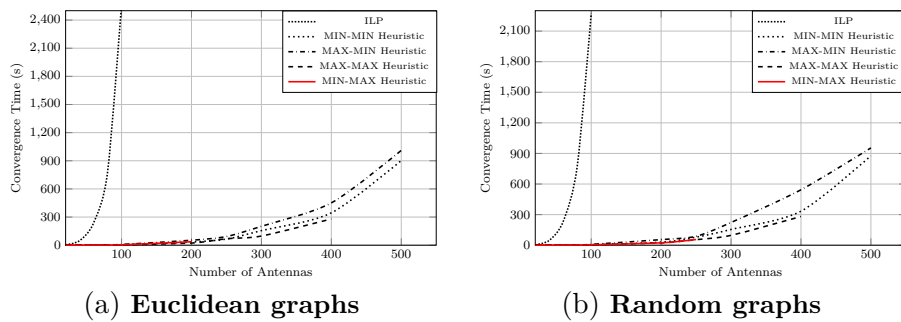 2,400
2,100
1,800
1,500
1,200
900
600
300
0
Convergence Time (s)
ILP
MIN-MIN Heuristic
MAX-MIN Heuristic
MAX-MAX Heuristic
MIN-MAX Heuristic
100 200 300 400 500
Number of Antennas
(a) Euclidean graphs
2,100
1,800
1,500
1,200
900
600
300
0
Convergence Time (s)
ILP
MIN-MIN Heuristic
MAX-MIN Heuristic
MAX-MAX Heuristic
MIN-MAX Heuristic
100 200 300 400 500
Number of Antennas
(b) Random graphs